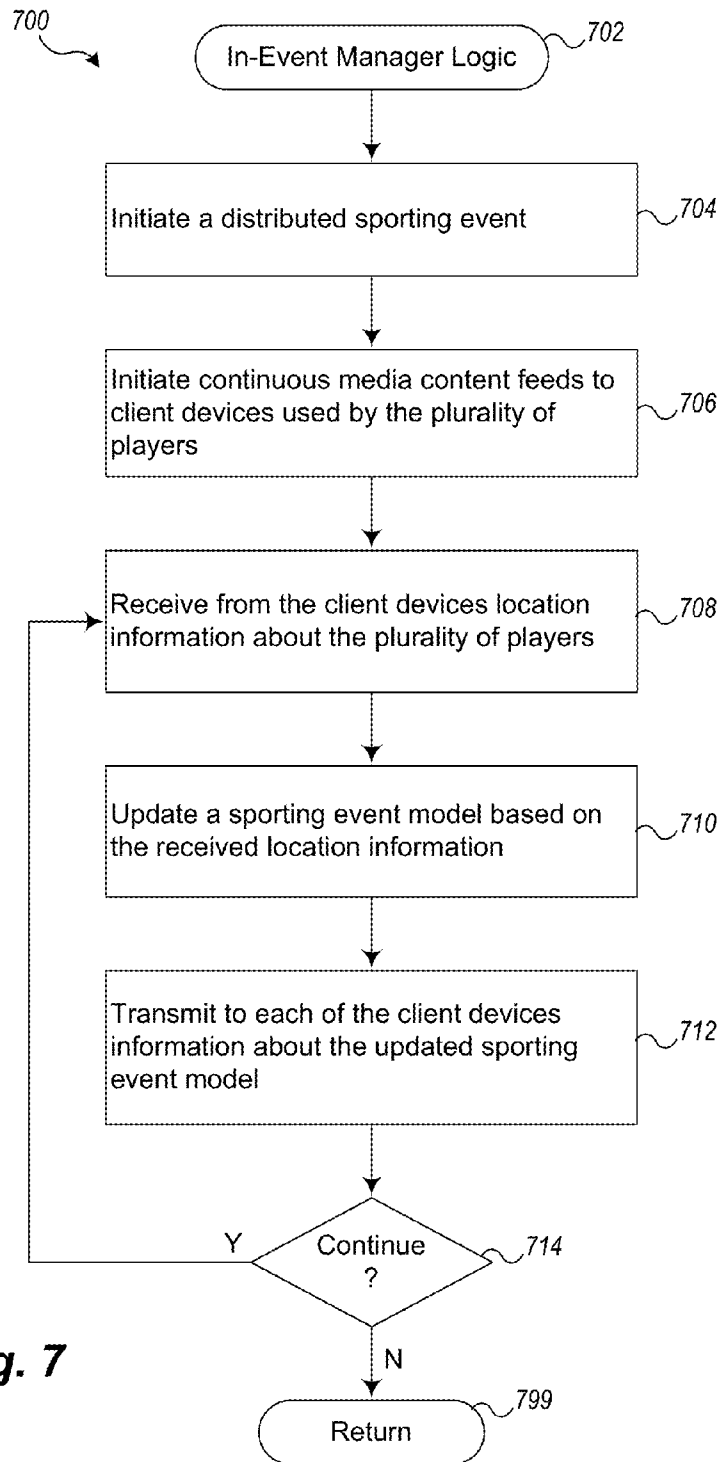 700
In-Event Manager Logic
702
Initiate a distributed sporting event
704
Initiate continuous media content feeds to
client devices used by the plurality of
players
706
Receive from the client devices location
information about the plurality of players
708
Update a sporting event model based on
the received location information
710
Transmit to each of the client devices
information about the updated sporting
event model
712
Continue
?
714
Y
N
g. 7
Return
799